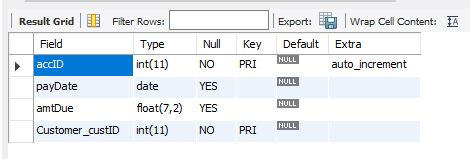 Result Grid Filter Rows: Export: Wrap Cell Content: IA
Field Type Null Key Default Extra
accID int(11) NO PRI NULL auto_increment
payDate date YES NULL
amtDue float(7,2) YES NULL
Customer_custID int(11) NO PRI NULL